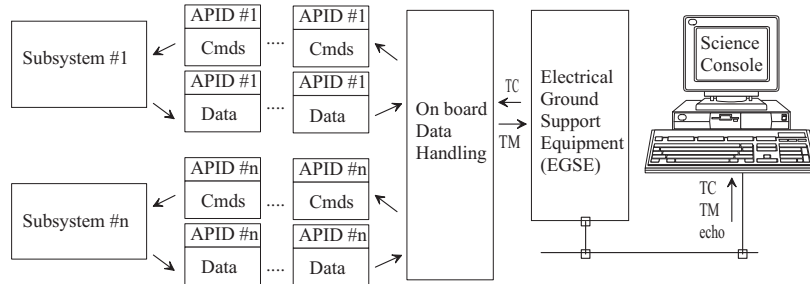 Subsystem #1
APID #1
Cmds
....
APID #1
Cmds
APID #1
Data
....
APID #1
Data
Subsystem #n
APID #n
Cmds
....
APID #n
Cmds
APID #n
Data
....
APID #n
Data
On board
Data
Handling
TC
TM
Electrical
Ground
Support
Equipment
(EGSE)
Science
Console
TC
TM
echo